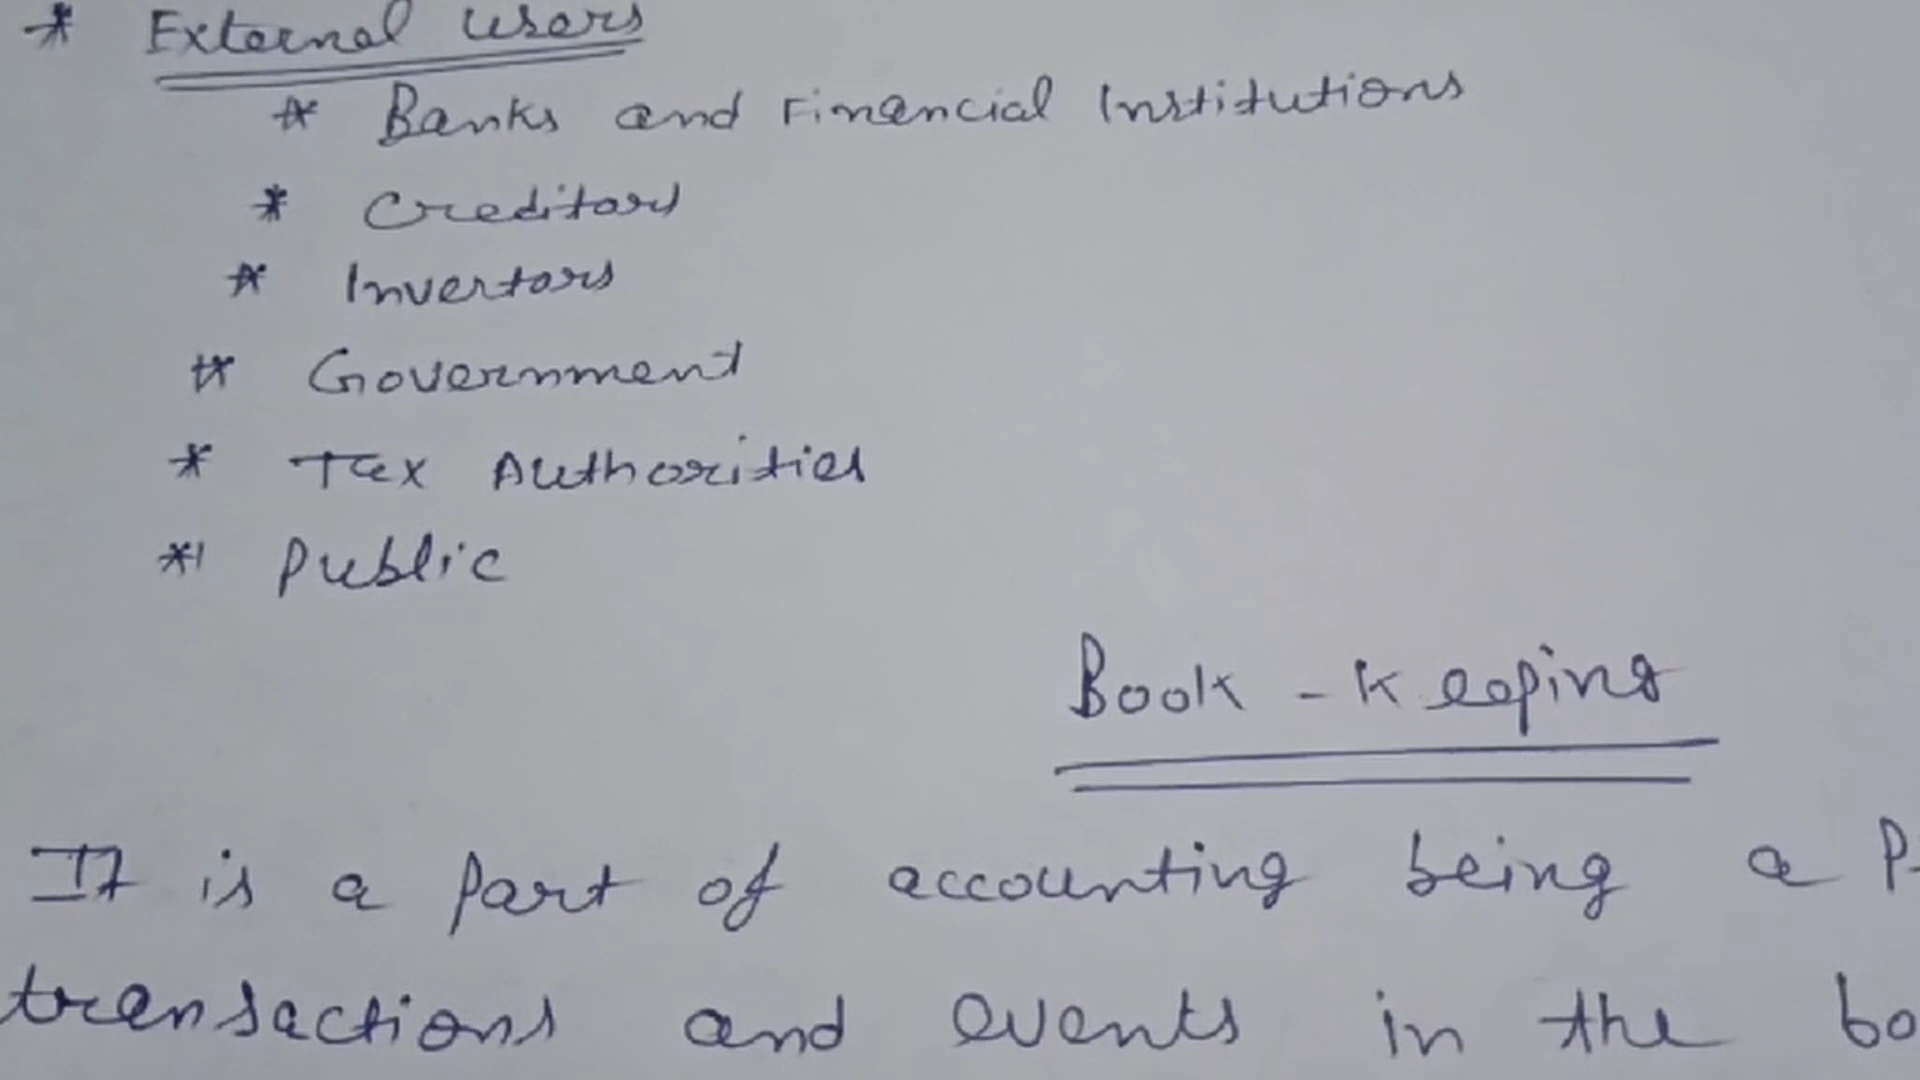 * External users
* Banks and Financial Institutions
* Creditors
* Investors
* Government
* Tax Authorities
* Public
Book - Keeping
It is a part of accounting being a P
transactions and events in the bo